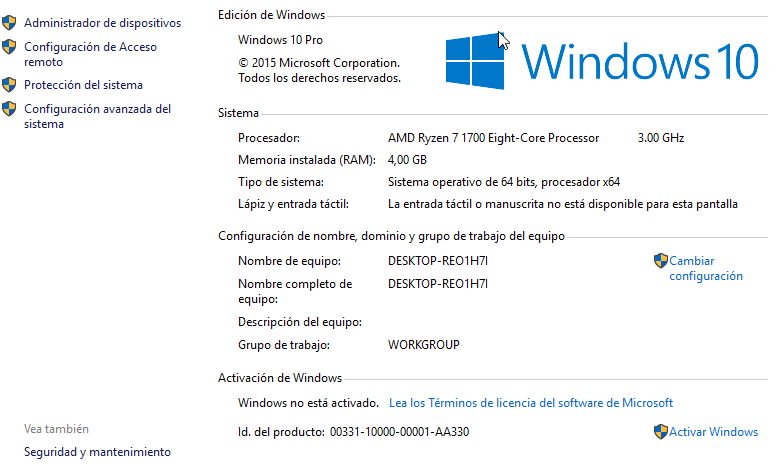 Administrador de dispositivos
Configuración de Acceso
remoto
Protección del sistema
Configuración avanzada del
sistema
Edición de Windows
Windows 10 Pro
© 2015 Microsoft Corporation.
Todos los derechos reservados.
Windows 10
Sistema
Procesador: AMD Ryzen 7 1700 Eight-Core Processor 3.00 GHz
Memoria instalada (RAM): 4,00 GB
Tipo de sistema: Sistema operativo de 64 bits, procesador x64
Lápiz y entrada táctil: La entrada táctil o manuscrita no está disponible para esta pantalla
Configuración de nombre, dominio y grupo de trabajo del equipo
Nombre de equipo: DESKTOP-REO1H7I
Cambiar
configuración
Nombre completo de
equipo: DESKTOP-REO1H7I
Descripción del equipo:
Grupo de trabajo: WORKGROUP
Activación de Windows
Windows no está activado. Lea los Términos de licencia del software de Microsoft
Id. del producto: 00331-10000-00001-AA330
Activar Windows
Vea también
Seguridad y mantenimiento